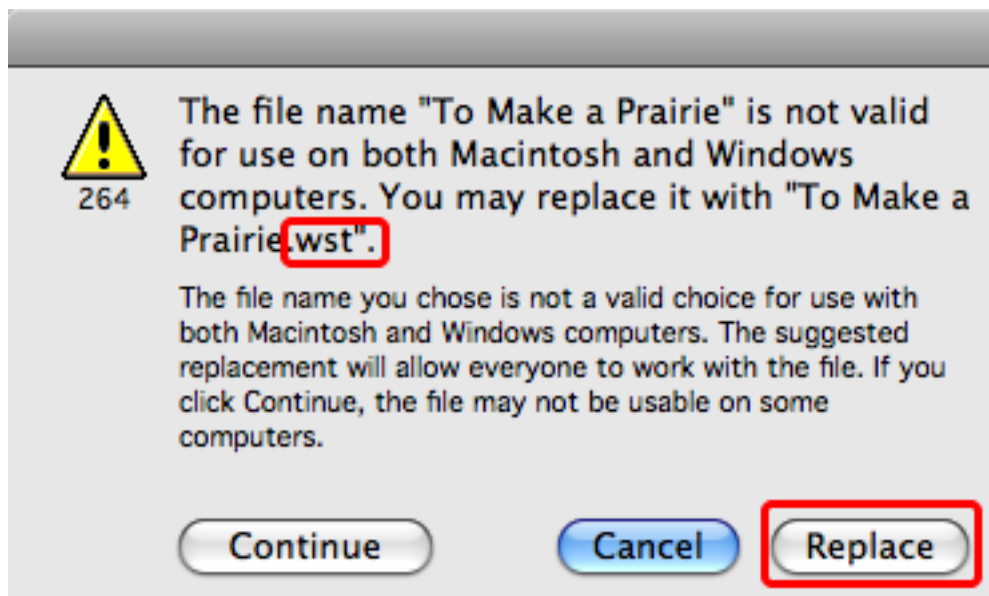 The file name "To Make a Prairie" is not valid
for use on both Macintosh and Windows
computers. You may replace it with "To Make a
Prairie.wst".
264
The file name you chose is not a valid choice for use with
both Macintosh and Windows computers. The suggested
replacement will allow everyone to work with the file. If you
click Continue, the file may not be usable on some
computers.
Continue
Cancel
Replace